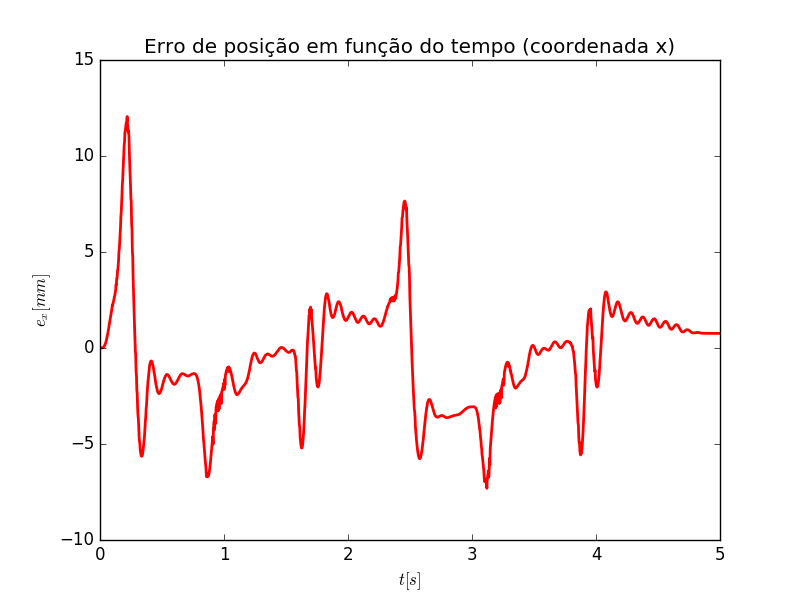 Erro de posição em função do tempo (coordenada x)
15
10
5
0
−5
−10
e_x[mm]
0 1 2 3 4 5
t[s]